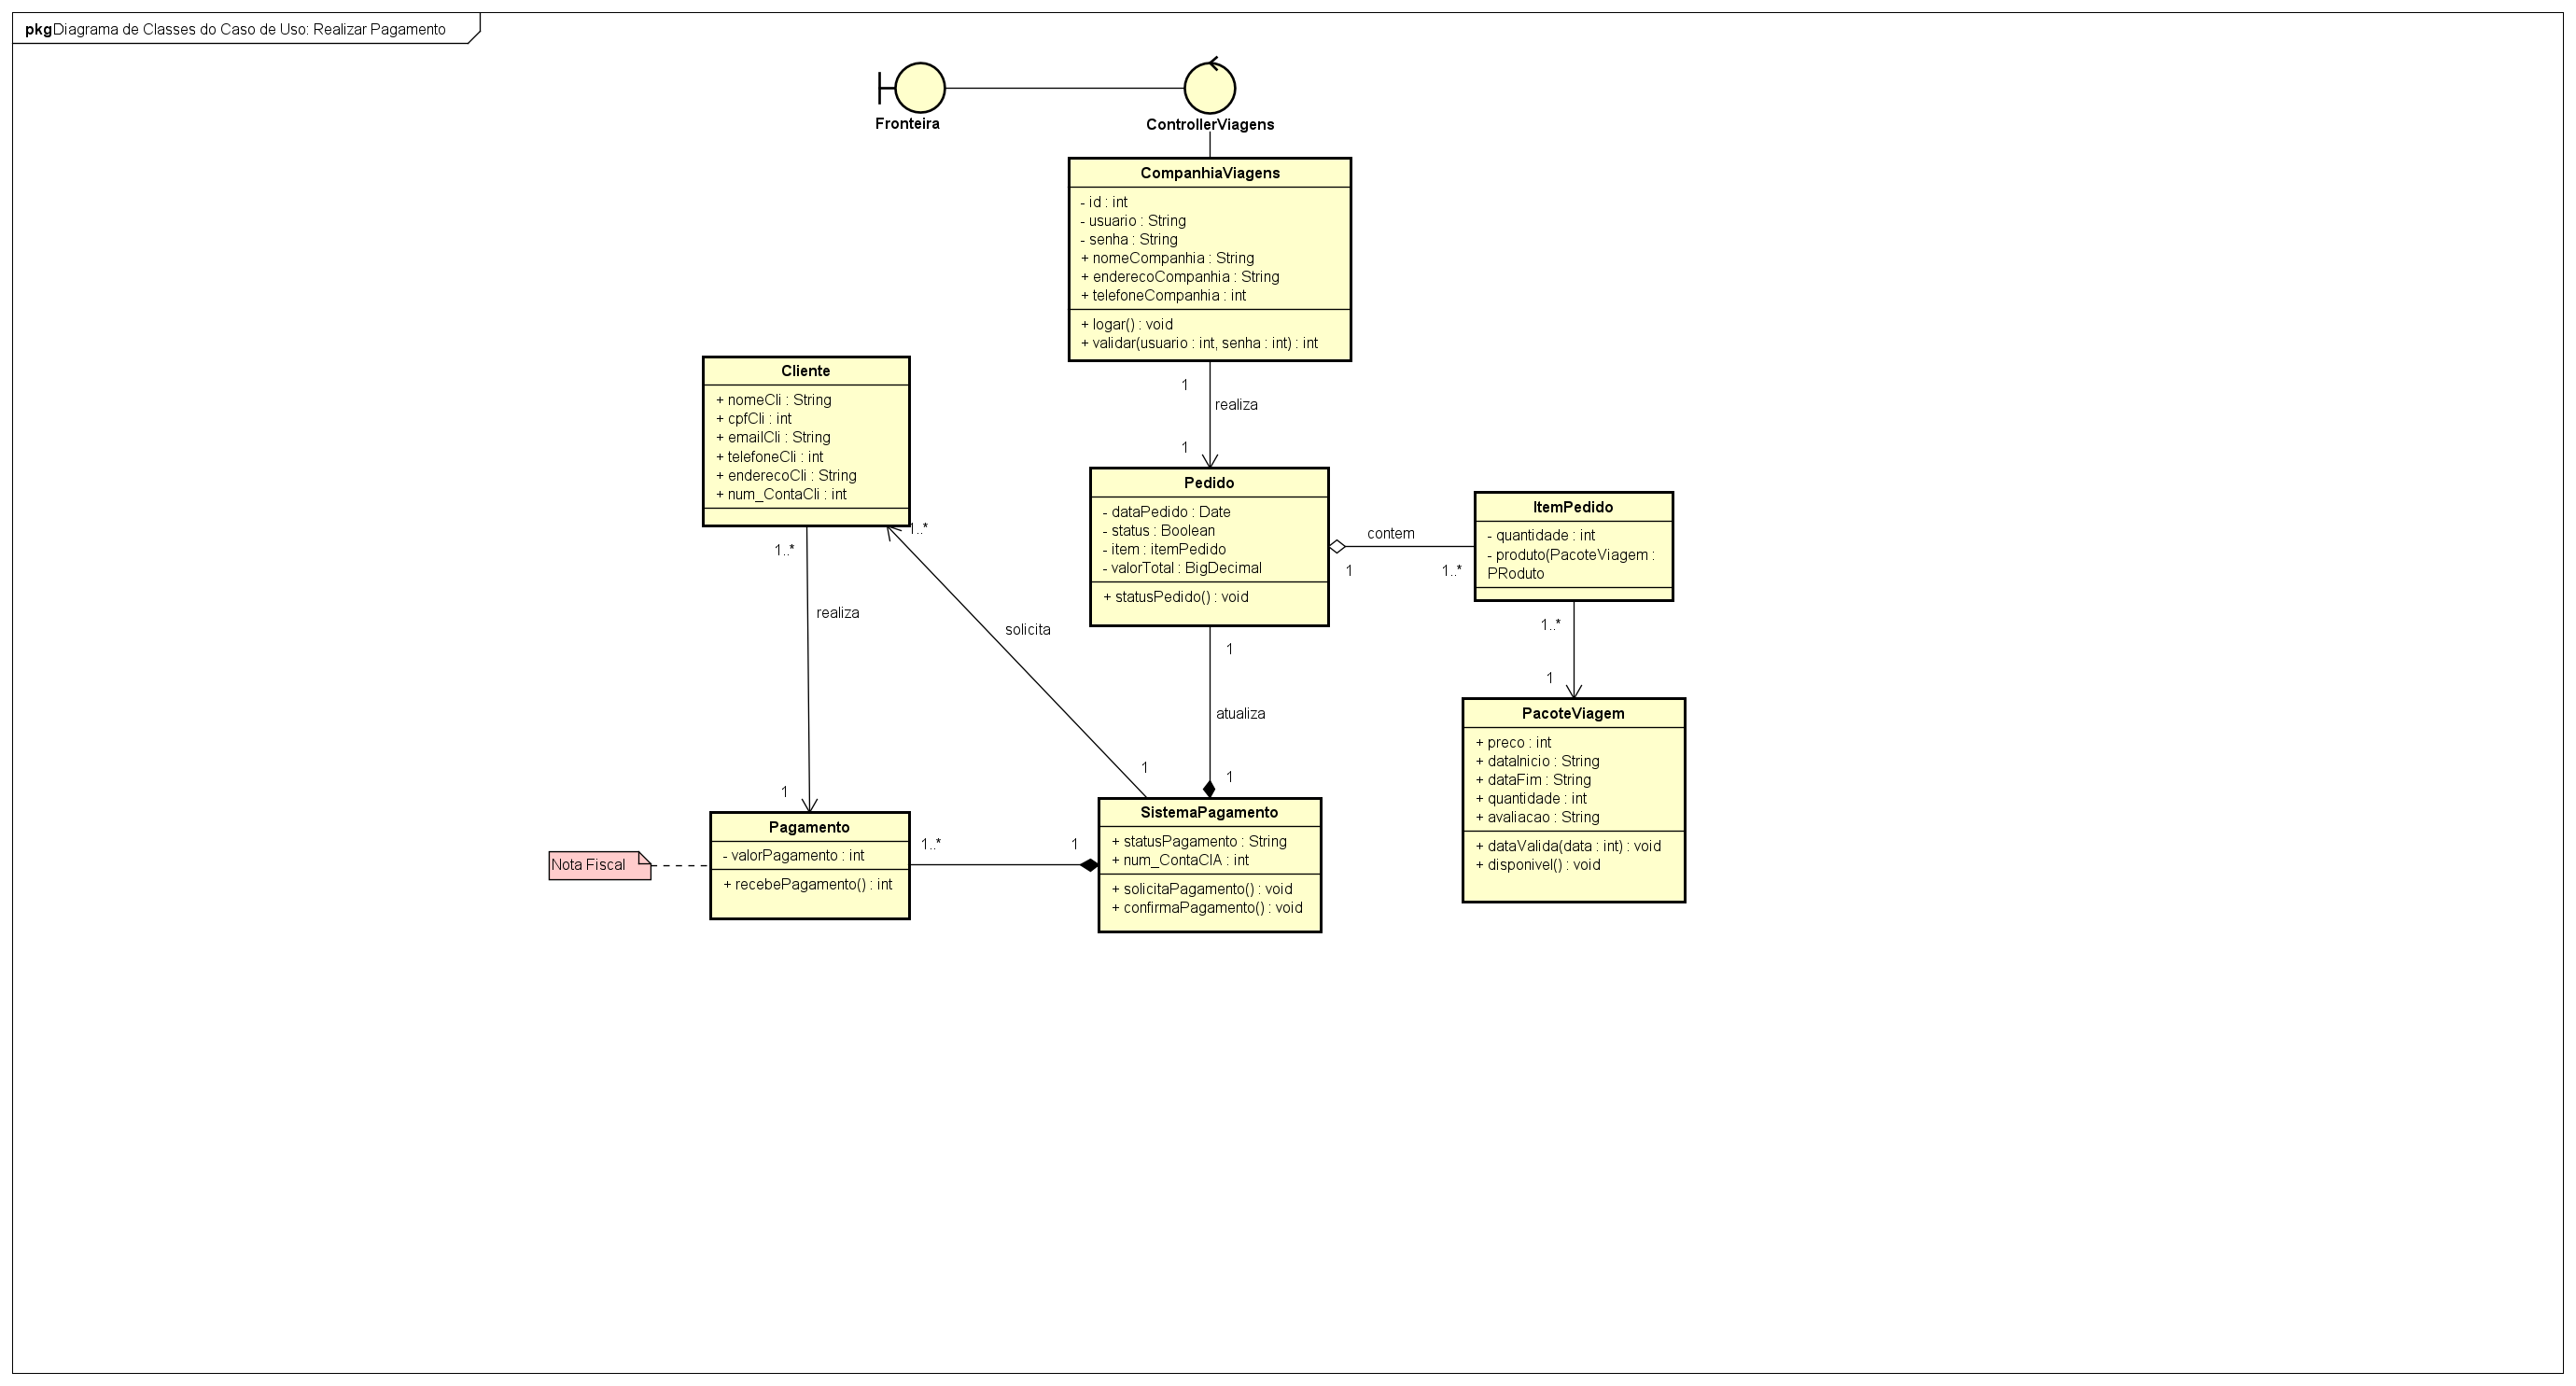 pkgDiagrama de Classes do Caso de Uso: Realizar Pagamento
Fronteira
ControllerViagens
CompanhiaViagens
- id : int
- usuario : String
- senha : String
+ nomeCompanhia : String
+ enderecoCompanhia : String
+ telefoneCompanhia : int
+ logar() : void
+ validar(usuario : int, senha : int) : int
1
realiza
1
Cliente
+ nomeCli : String
+ cpfCli : int
+ emailCli : String
+ telefoneCli : int
+ enderecoCli : String
+ num_ContaCli : int
1..*
1..*
realiza
1
solicita
1
Pedido
- dataPedido : Date
- status : Boolean
- item : itemPedido
- valorTotal : BigDecimal
+ statusPedido() : void
contem
1
1..*
ItemPedido
- quantidade : int
- produto(PacoteViagem :
PRoduto
1..*
1
1
atualiza
1
PacoteViagem
+ preco : int
+ dataInicio : String
+ dataFim : String
+ quantidade : int
+ avaliacao : String
+ dataValida(data : int) : void
+ disponivel() : void
Nota Fiscal
Pagamento
- valorPagamento : int
+ recebePagamento() : int
1..*
1
SistemaPagamento
+ statusPagamento : String
+ num_ContaCIA : int
+ solicitaPagamento() : void
+ confirmaPagamento() : void